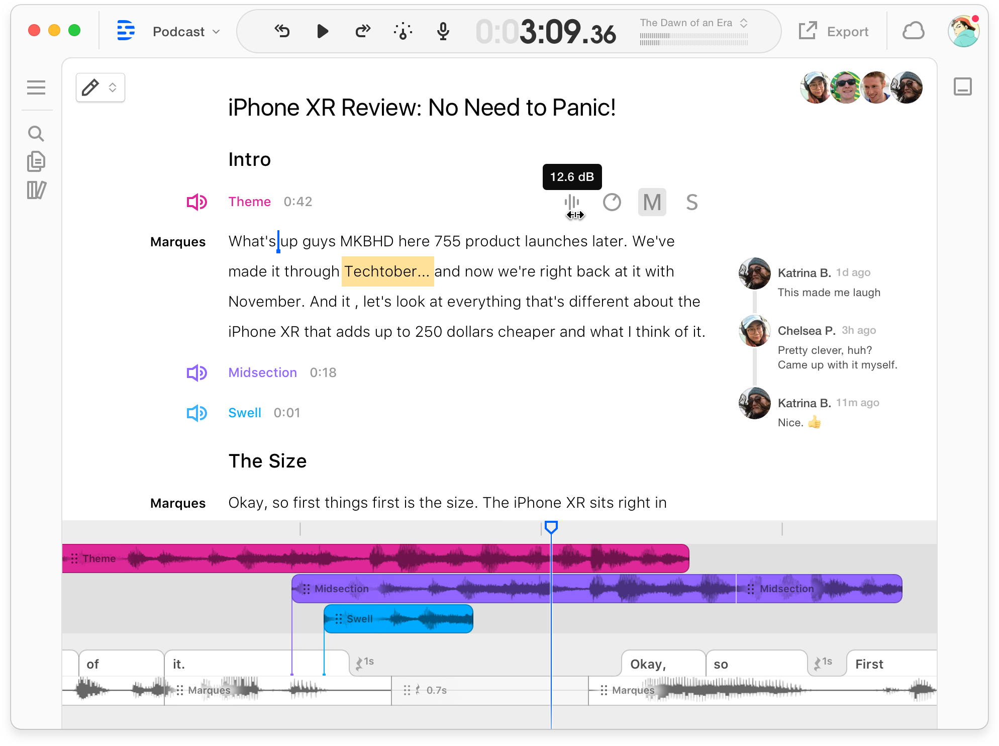 Podcast
0:03:09.36
The Dawn of an Era
Export
iPhone XR Review: No Need to Panic!
Intro
12.6 dB
Theme 0:42
M S
Marques
What's up guys MKBHD here 755 product launches later. We've
made it through Techtober... and now we're right back at it with
November. And it , let's look at everything that's different about the
iPhone XR that adds up to 250 dollars cheaper and what I think of it.
Katrina B. 1d ago
This made me laugh
Chelsea P. 3h ago
Pretty clever, huh?
Came up with it myself.
Katrina B. 11m ago
Nice. 👍
Midsection 0:18
Swell 0:01
The Size
Marques
Okay, so first things first is the size. The iPhone XR sits right in
Theme
Midsection
Midsection
Swell
of
it.
1s
Okay,
so
1s
First
Marques
0.7s
Marques